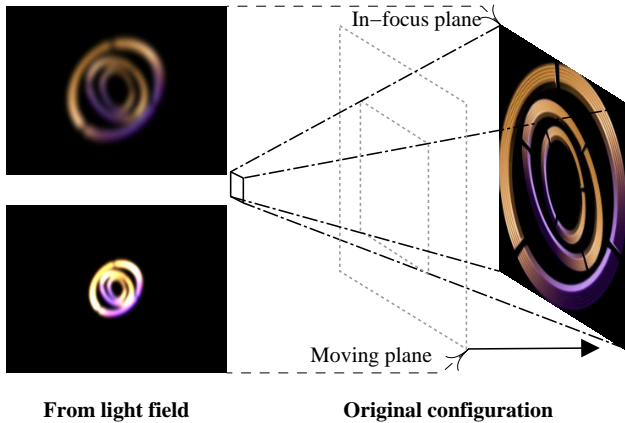 In−focus plane
Moving plane
From light field
Original configuration